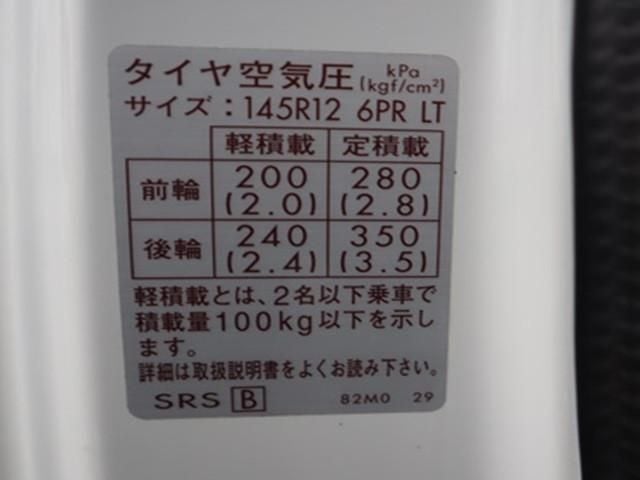 タイヤ空気圧 kPa (kgf/cm²)
サイズ：145R12 6PR LT
軽積載 定積載
前輪 200 (2.0) 280 (2.8)
後輪 240 (2.4) 350 (3.5)
軽積載とは、2名以下乗車で
積載量100kg以下を示し
ます。
詳細は取扱説明書をよくお読み下さい。
SRS B 82M0 29